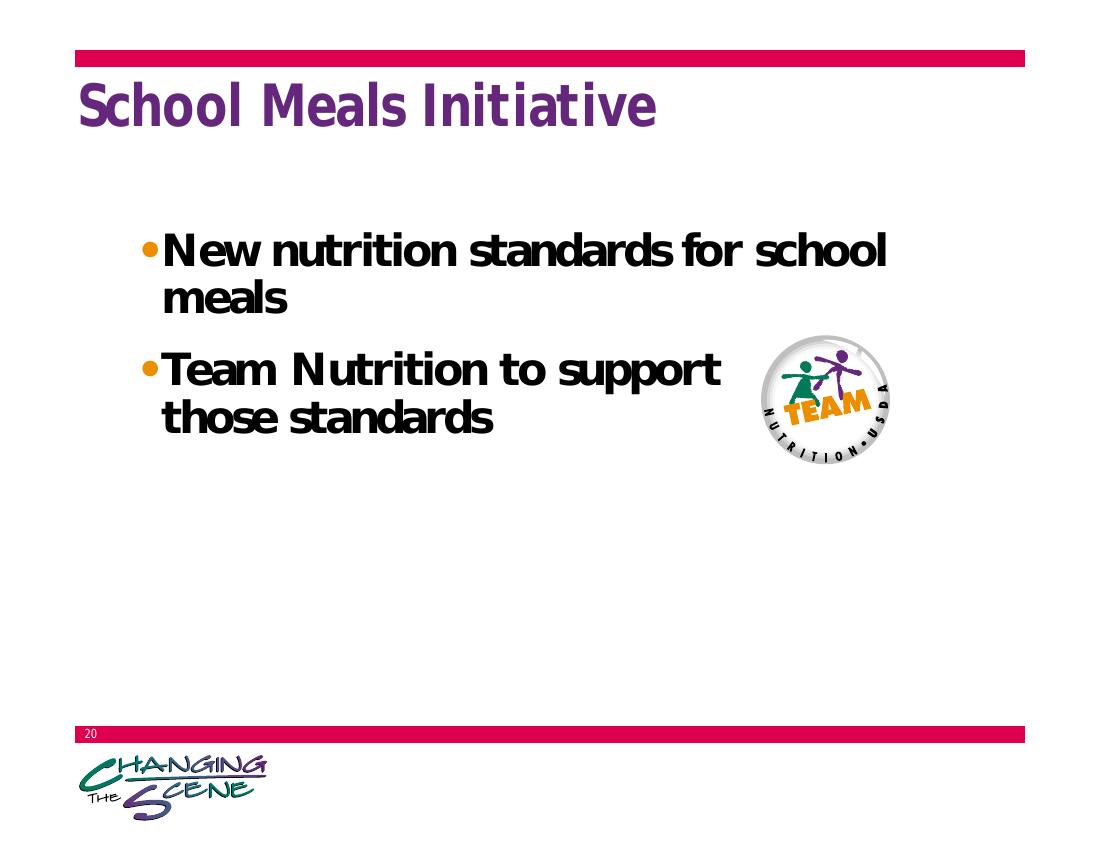 School Meals Initiative
•New nutrition standards for school
meals
•Team Nutrition to support
those standards
TEAM
NUTRITION•USDA
20
CHANGING
THE SCENE